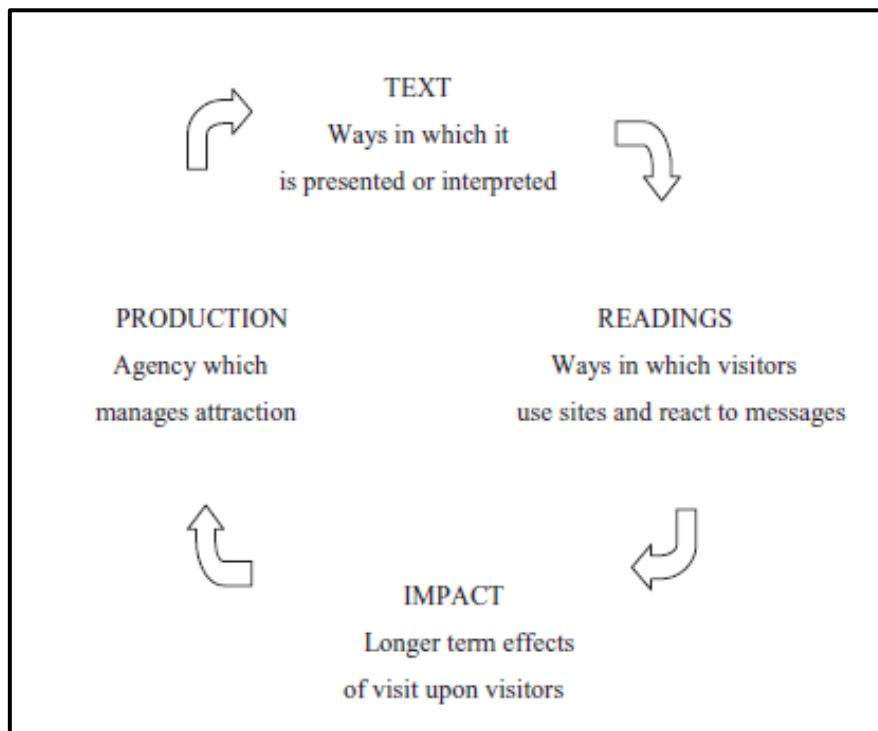 TEXT
Ways in which it
is presented or interpreted
PRODUCTION
Agency which
manages attraction
READINGS
Ways in which visitors
use sites and react to messages
IMPACT
Longer term effects
of visit upon visitors